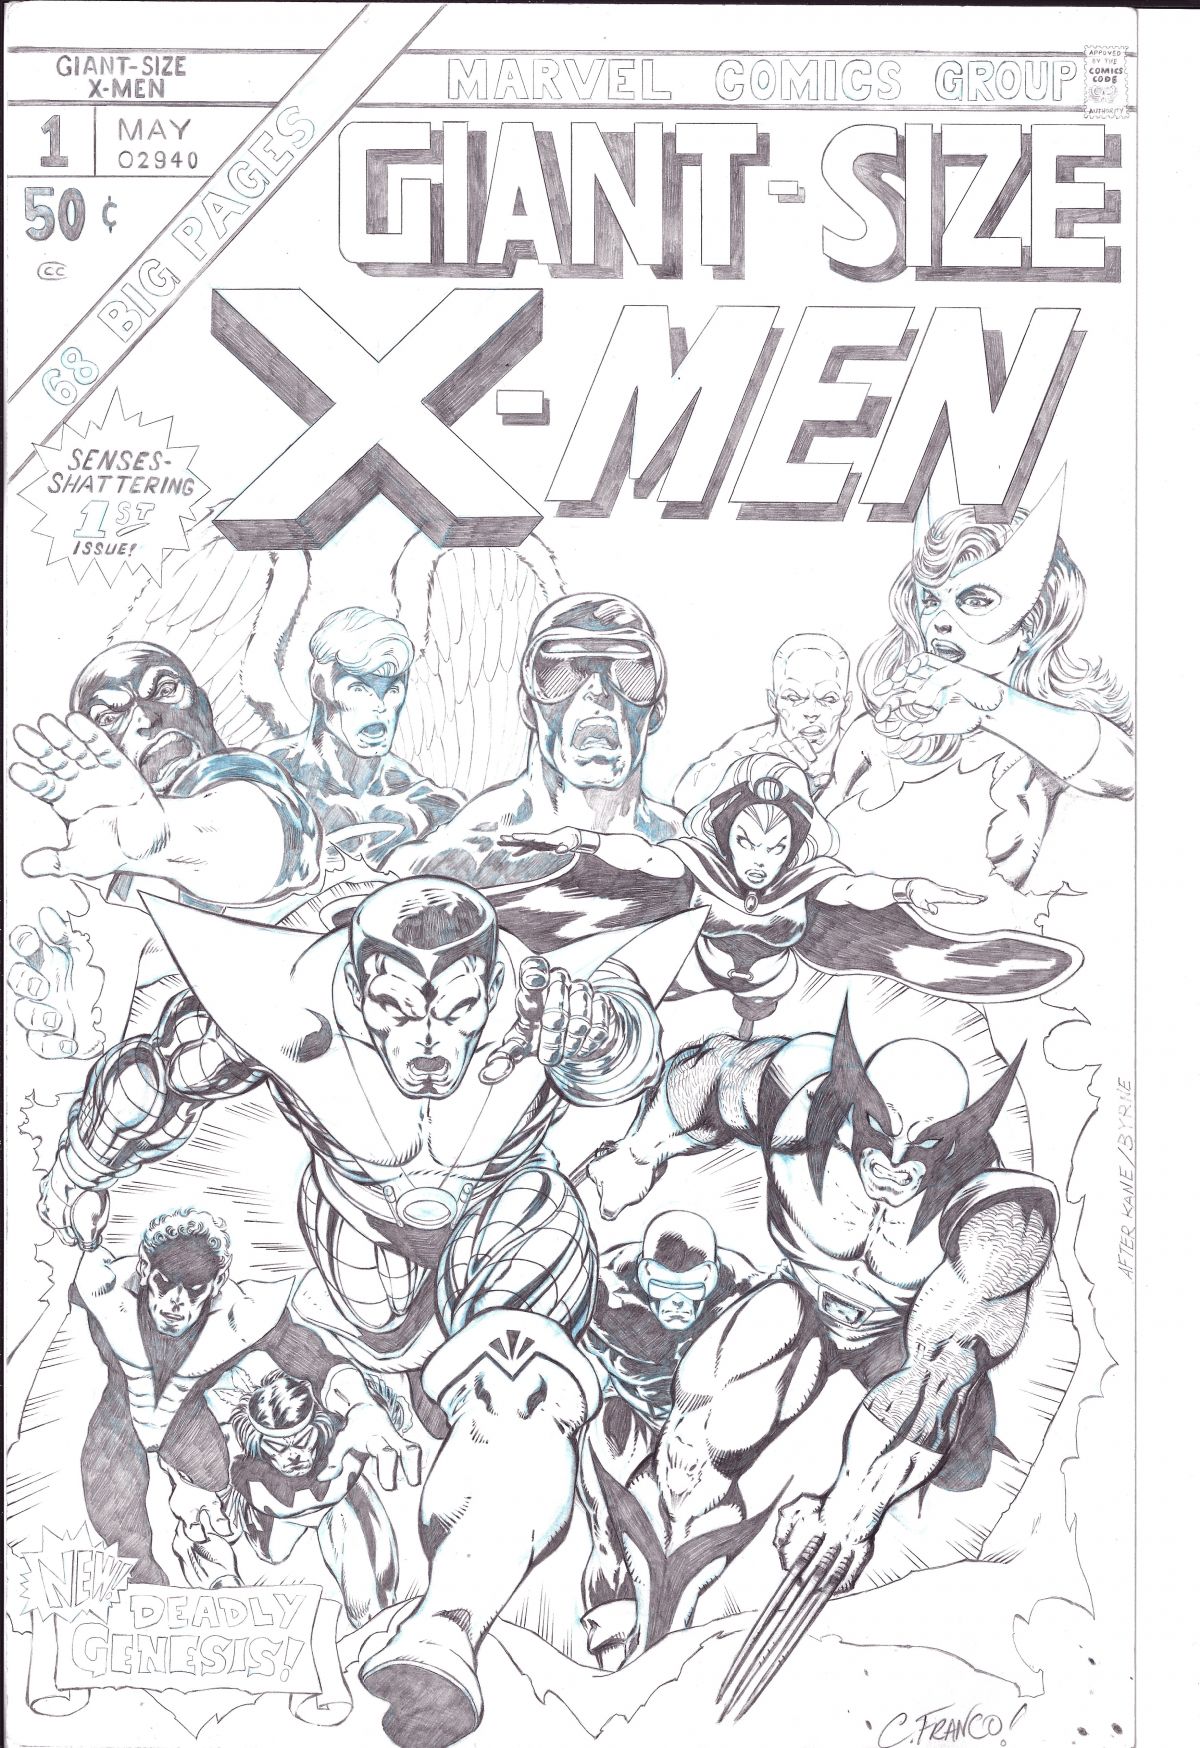 GIANT-SIZE
X-MEN
MARVEL COMICS GROUP
APPROVED
BY THE
COMICS
CODE
AUTHORITY
1
MAY
02940
50¢
CC
68 BIG PAGES
GIANT-SIZE
X-MEN
SENSES-
SHATTERING
1ST
ISSUE!
AFTER KANE/BYRNE
NEW!
DEADLY
GENESIS!
C. FRANCO!